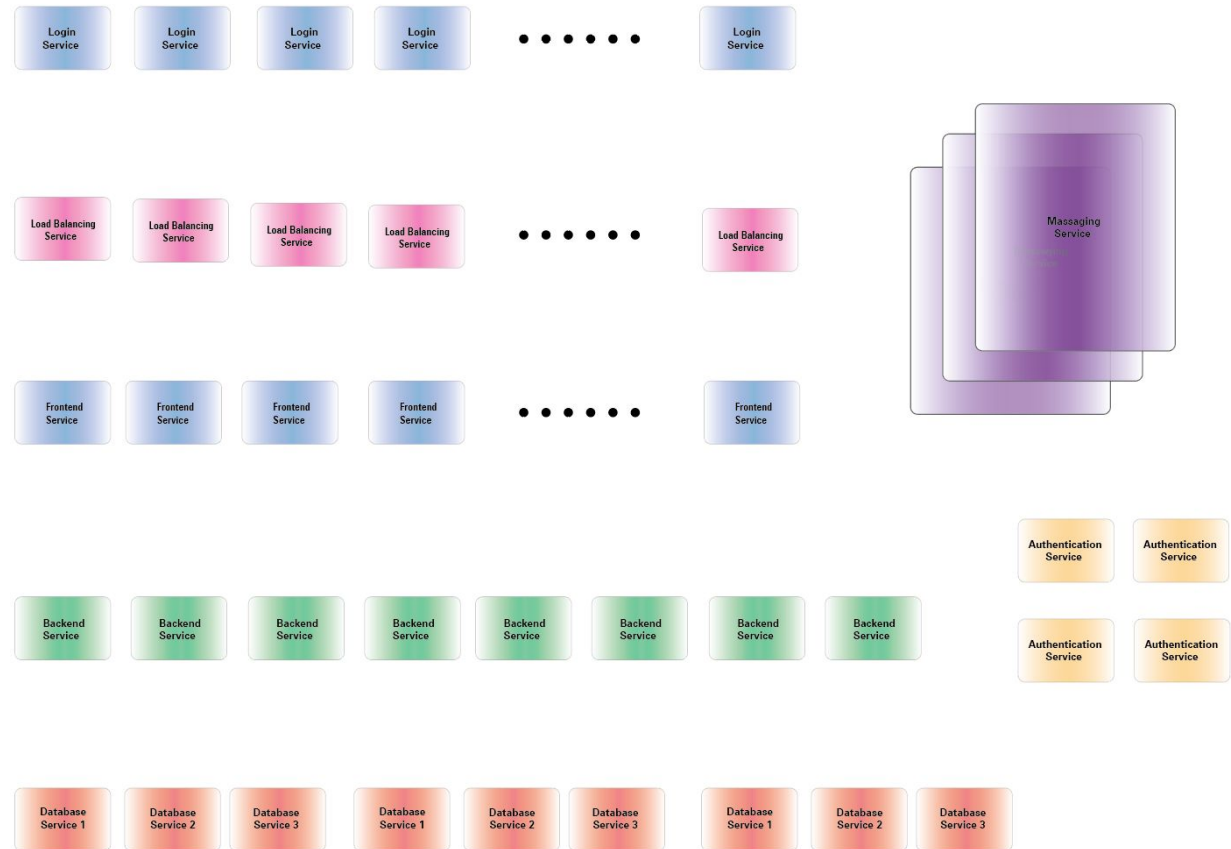 Login
Service
Login
Service
Login
Service
Login
Service
Login
Service
Load Balancing
Service
Load Balancing
Service
Load Balancing
Service
Load Balancing
Service
Load Balancing
Service
Massaging
Service
Frontend
Service
Frontend
Service
Frontend
Service
Frontend
Service
Frontend
Service
Authentication
Service
Authentication
Service
Backend
Service
Backend
Service
Backend
Service
Backend
Service
Backend
Service
Backend
Service
Backend
Service
Backend
Service
Authentication
Service
Authentication
Service
Database
Service 1
Database
Service 2
Database
Service 3
Database
Service 1
Database
Service 2
Database
Service 3
Database
Service 1
Database
Service 2
Database
Service 3